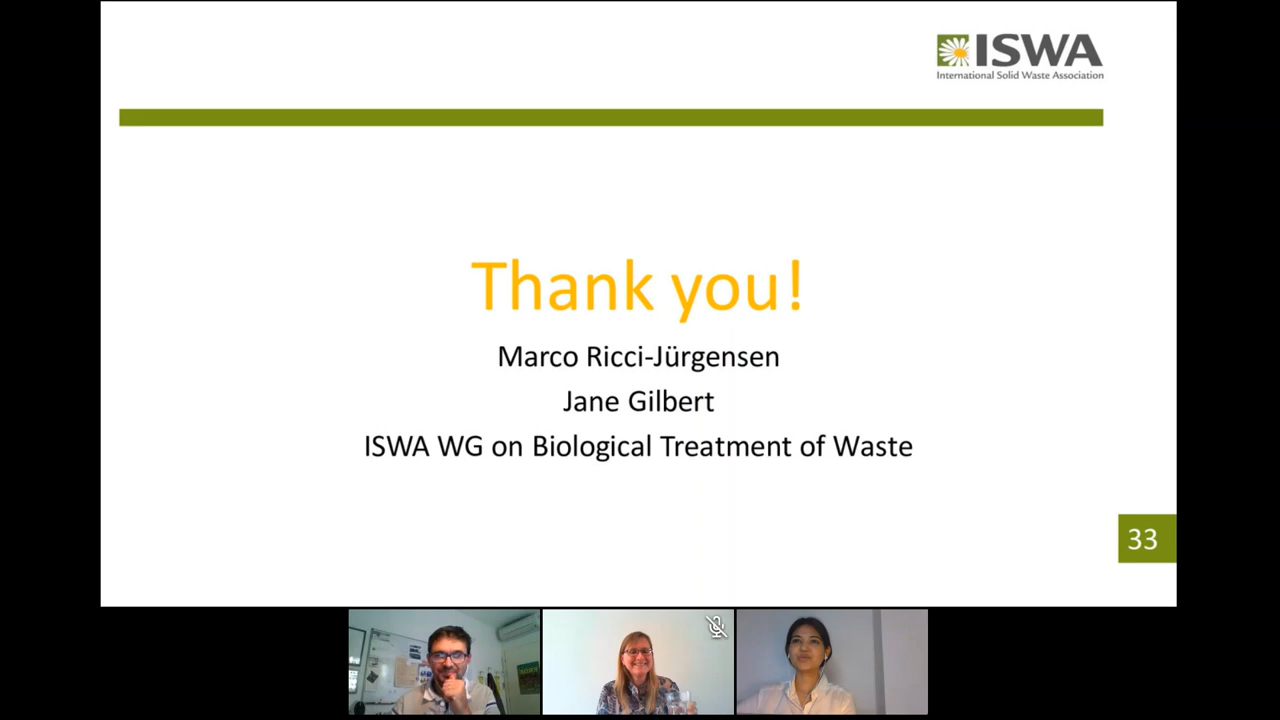 ISWA
International Solid Waste Association
Thank you!
Marco Ricci-Jürgensen
Jane Gilbert
ISWA WG on Biological Treatment of Waste
33